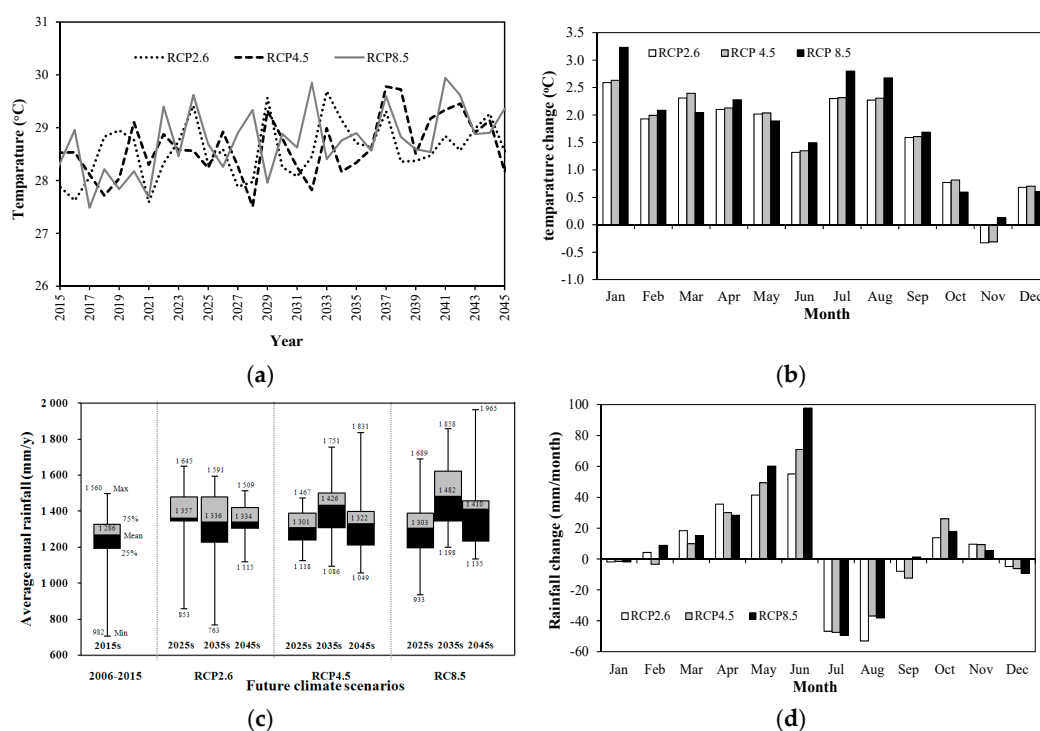 31
30
29
28
27
26
Temparature (°C)
RCP2.6 RCP4.5 RCP8.5
2015 2017 2019 2021 2023 2025 2027 2029 2031 2033 2035 2037 2039 2041 2043 2045
Year
(a)
3.5
3.0
2.5
2.0
1.5
1.0
0.5
0.0
-0.5
-1.0
temparature change (°C)
RCP2.6 RCP 4.5 RCP 8.5
Jan Feb Mar Apr May Jun Jul Aug Sep Oct Nov Dec
Month
(b)
2 000
1 800
1 600
1 400
1 200
1 000
800
600
Average annual rainfall (mm/y)
1 560 Max
75%
1 286
Mean
25%
982 Min
2015s
1 645
1 357
853
1 591
1 336
763
1 509
1 334
1 115
2025s 2035s 2045s
1 467
1 301
1 118
1 751
1 426
1 086
1 831
1 322
1 049
2025s 2035s 2045s
1 689
1 303
933
1 858
1 482
1 198
1 965
1 410
1 135
2025s 2035s 2045s
2006-2015 RCP2.6 RCP4.5 RC8.5
Future climate scenarios
(c)
100
80
60
40
20
0
-20
-40
-60
Rainfall change (mm/month)
RCP2.6 RCP4.5 RCP8.5
Jan Feb Mar Apr May Jun Jul Aug Sep Oct Nov Dec
Month
(d)